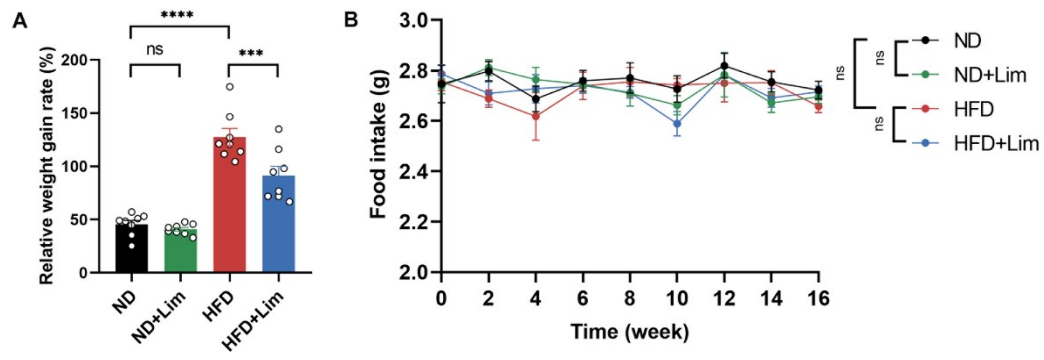 A
****
ns
***
Relative weight gain rate (%)
200
150
100
50
0
ND
ND+Lim
HFD
HFD+Lim
B
Food intake (g)
3.0
2.8
2.6
2.4
2.2
2.0
0 2 4 6 8 10 12 14 16
Time (week)
ns
ns
ns
ND
ND+Lim
HFD
HFD+Lim